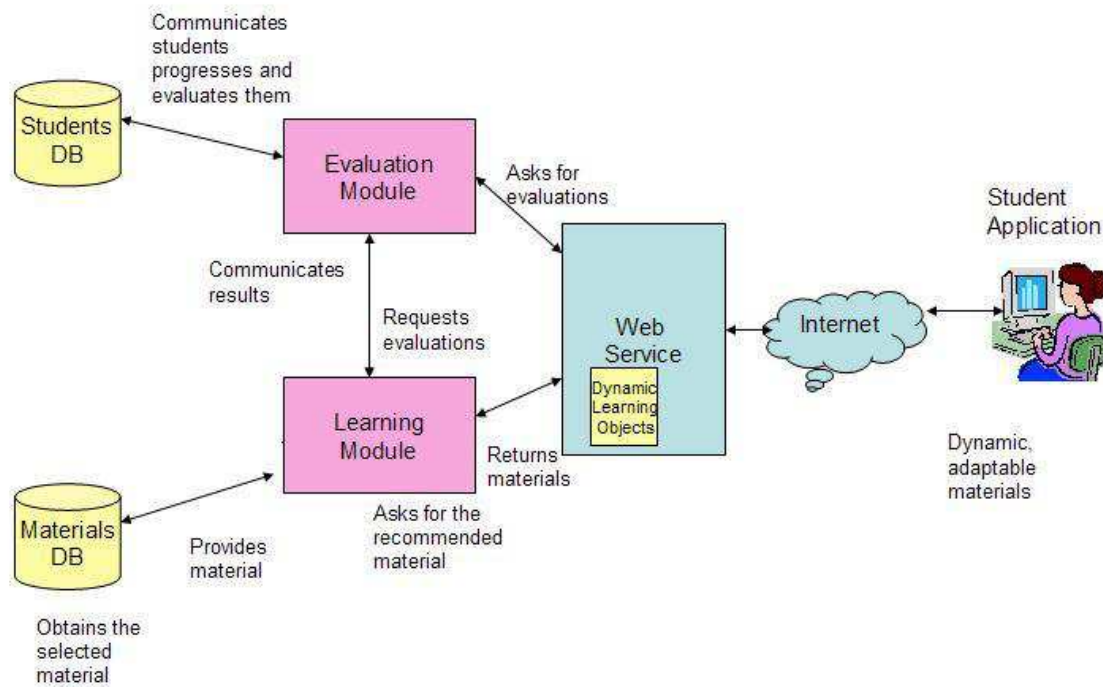 Communicates
students
progresses and
evaluates them
Students
DB
Evaluation
Module
Asks for
evaluations
Student
Application
Communicates
results
Requests
evaluations
Web
Service
Internet
Dynamic
Learning
Objects
Learning
Module
Returns
materials
Dynamic,
adaptable
materials
Materials
DB
Provides
material
Asks for the
recommended
material
Obtains the
selected
material